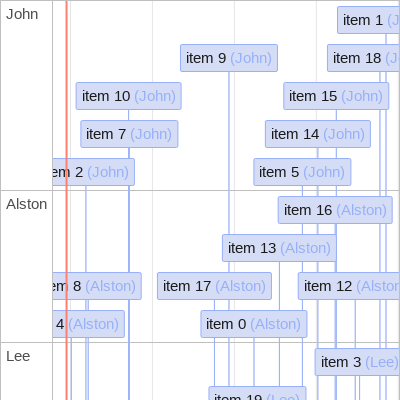 John
item 1 (J
item 9 (John)
item 18 (J
item 10 (John)
item 15 (John)
item 7 (John)
item 14 (John)
em 2 (John)
item 5 (John)
Alston
item 16 (Alston)
item 13 (Alston)
em 8 (Alston)
item 17 (Alston)
item 12 (Alston
4 (Alston)
item 0 (Alston)
Lee
item 3 (Lee)
item 19 (Lee)